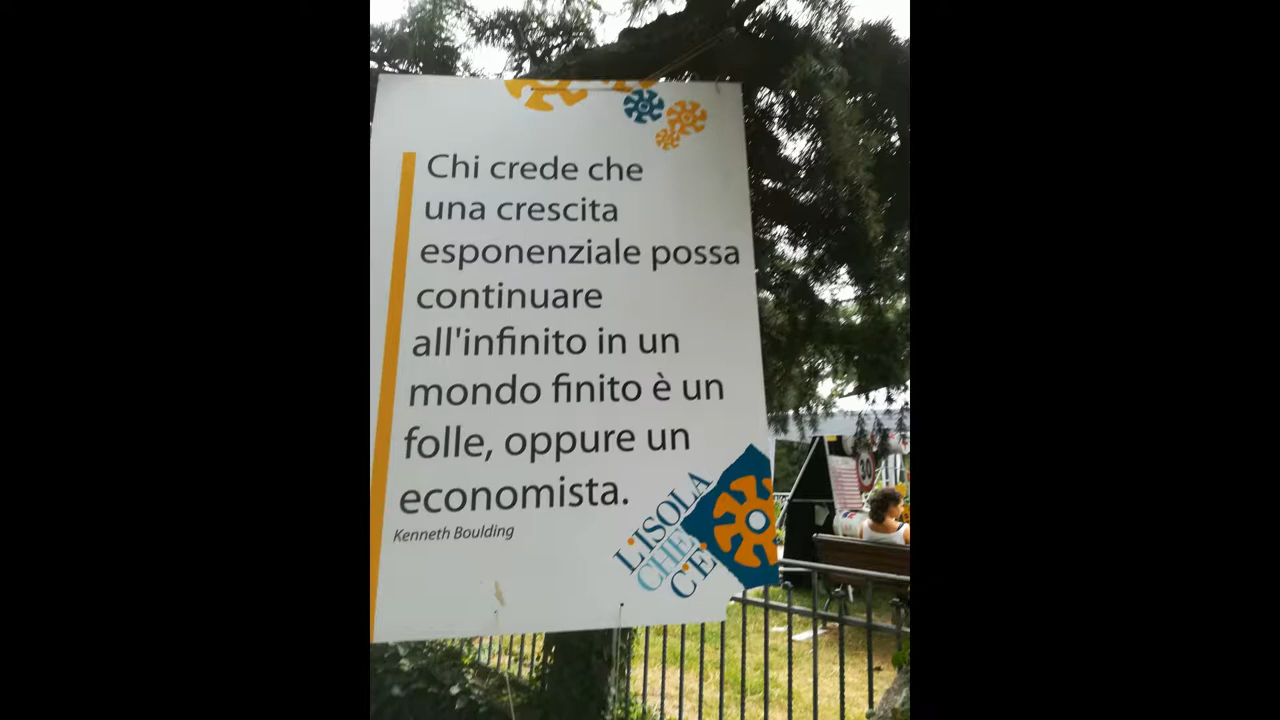 Chi crede che
una crescita
esponenziale possa
continuare
all'infinito in un
mondo finito è un
folle, oppure un
economista.
Kenneth Boulding
L'ISOLA
CHE
C'È
30